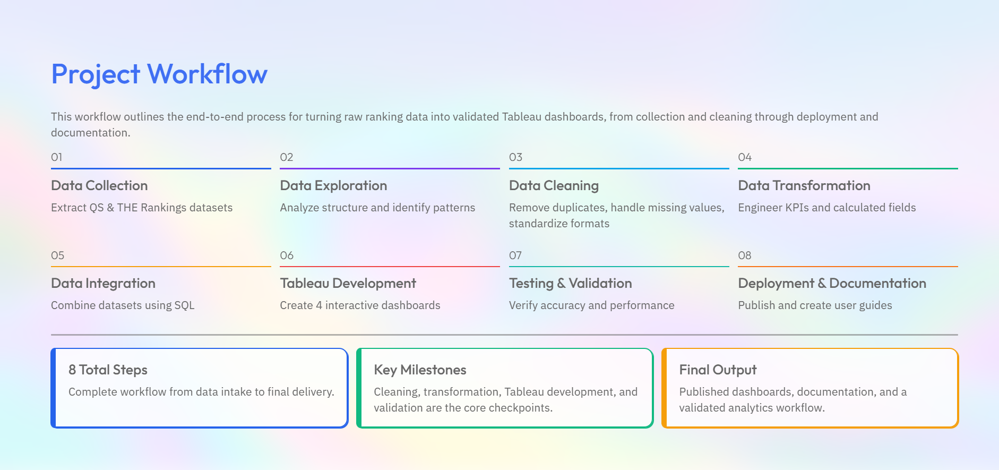 Project Workflow
This workflow outlines the end-to-end process for turning raw ranking data into validated Tableau dashboards, from collection and cleaning through deployment and
documentation.
01
Data Collection
Extract QS & THE Rankings datasets
02
Data Exploration
Analyze structure and identify patterns
03
Data Cleaning
Remove duplicates, handle missing values,
standardize formats
04
Data Transformation
Engineer KPIs and calculated fields
05
Data Integration
Combine datasets using SQL
06
Tableau Development
Create 4 interactive dashboards
07
Testing & Validation
Verify accuracy and performance
08
Deployment & Documentation
Publish and create user guides
8 Total Steps
Complete workflow from data intake to final delivery.
Key Milestones
Cleaning, transformation, Tableau development, and
validation are the core checkpoints.
Final Output
Published dashboards, documentation, and a
validated analytics workflow.